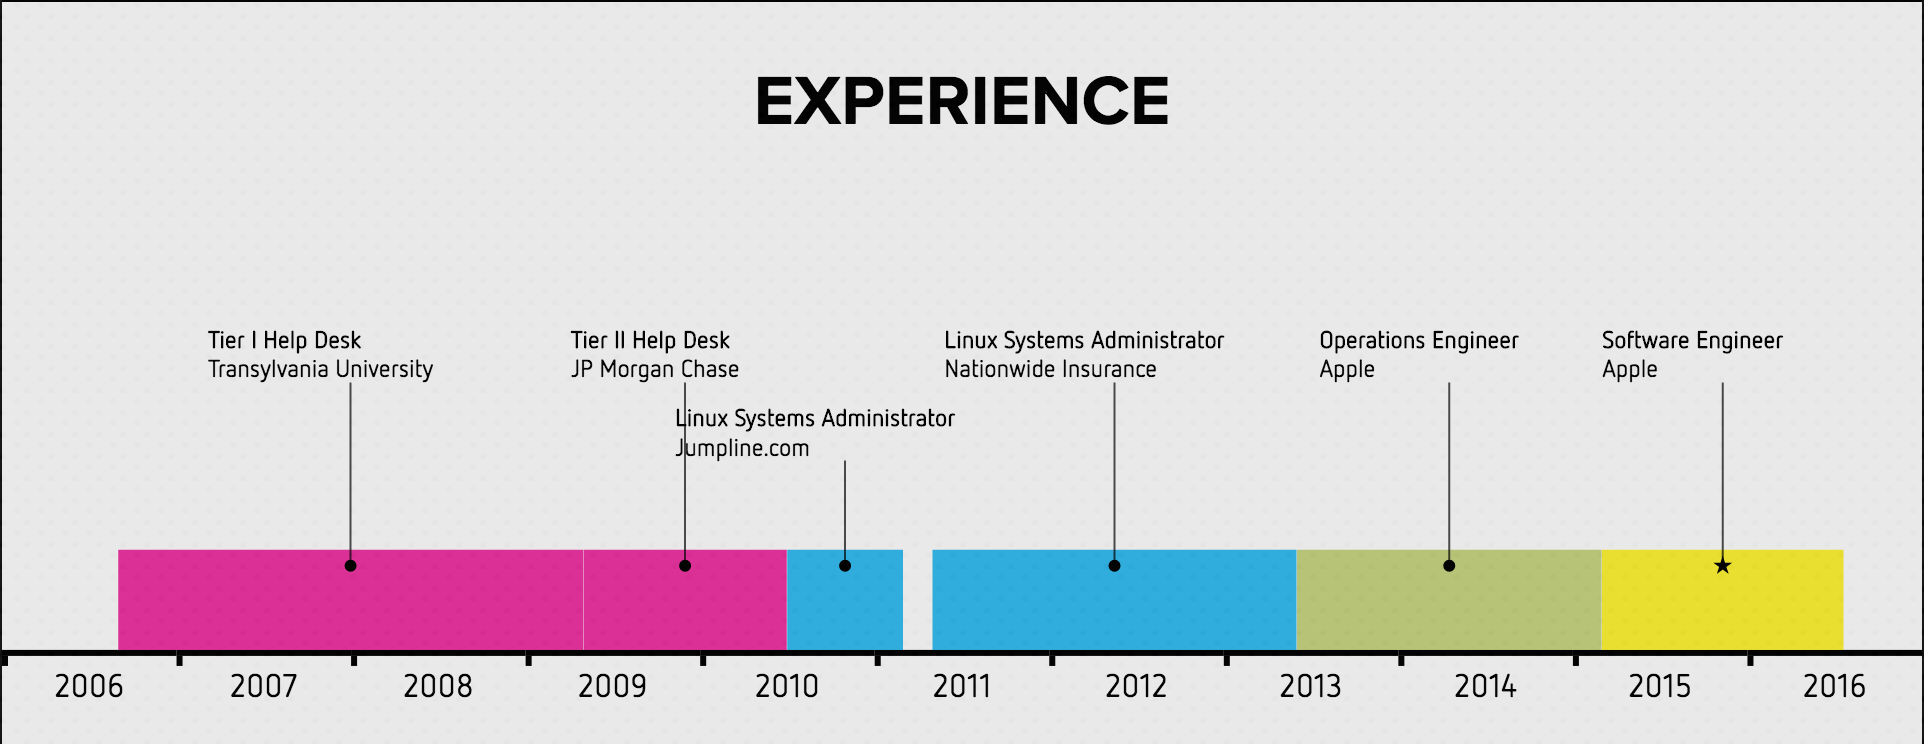 EXPERIENCE
Tier I Help Desk
Transylvania University
Tier II Help Desk
JP Morgan Chase
Linux Systems Administrator
Jumpline.com
Linux Systems Administrator
Nationwide Insurance
Operations Engineer
Apple
Software Engineer
Apple
2006 2007 2008 2009 2010 2011 2012 2013 2014 2015 2016